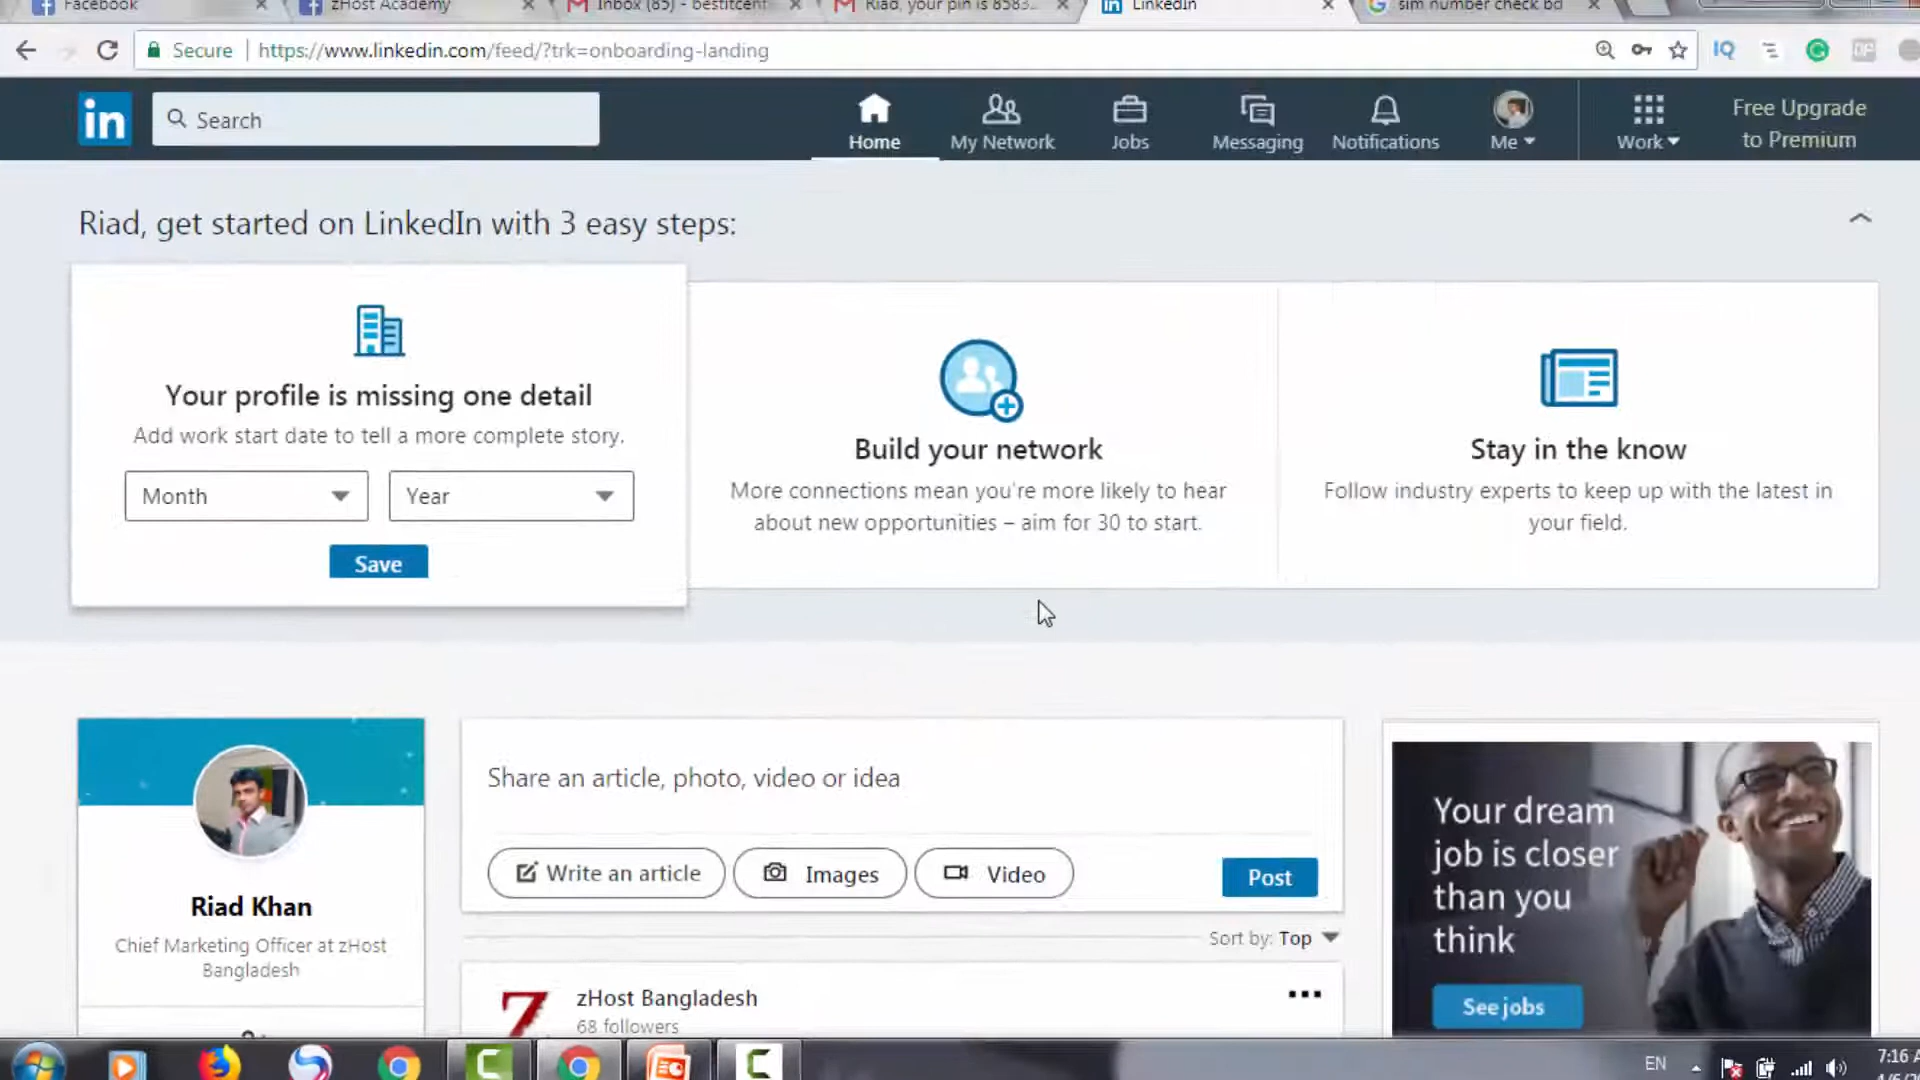 Facebook
zHost Academy
Inbox (85) - bestitcent
Riad, your pin is 8583...
LinkedIn
sim number check bd
Secure
https://www.linkedin.com/feed/?trk=onboarding-landing
IQ
in
Search
Home
My Network
Jobs
Messaging
Notifications
Me
Work
Free Upgrade
to Premium
Riad, get started on LinkedIn with 3 easy steps:
Your profile is missing one detail
Add work start date to tell a more complete story.
Month
Year
Save
Build your network
More connections mean you're more likely to hear
about new opportunities – aim for 30 to start.
Stay in the know
Follow industry experts to keep up with the latest in
your field.
Riad Khan
Chief Marketing Officer at zHost
Bangladesh
Share an article, photo, video or idea
Write an article
Images
Video
Post
Sort by: Top
zHost Bangladesh
68 followers
Your dream
job is closer
than you
think
See jobs
EN
7:16 A